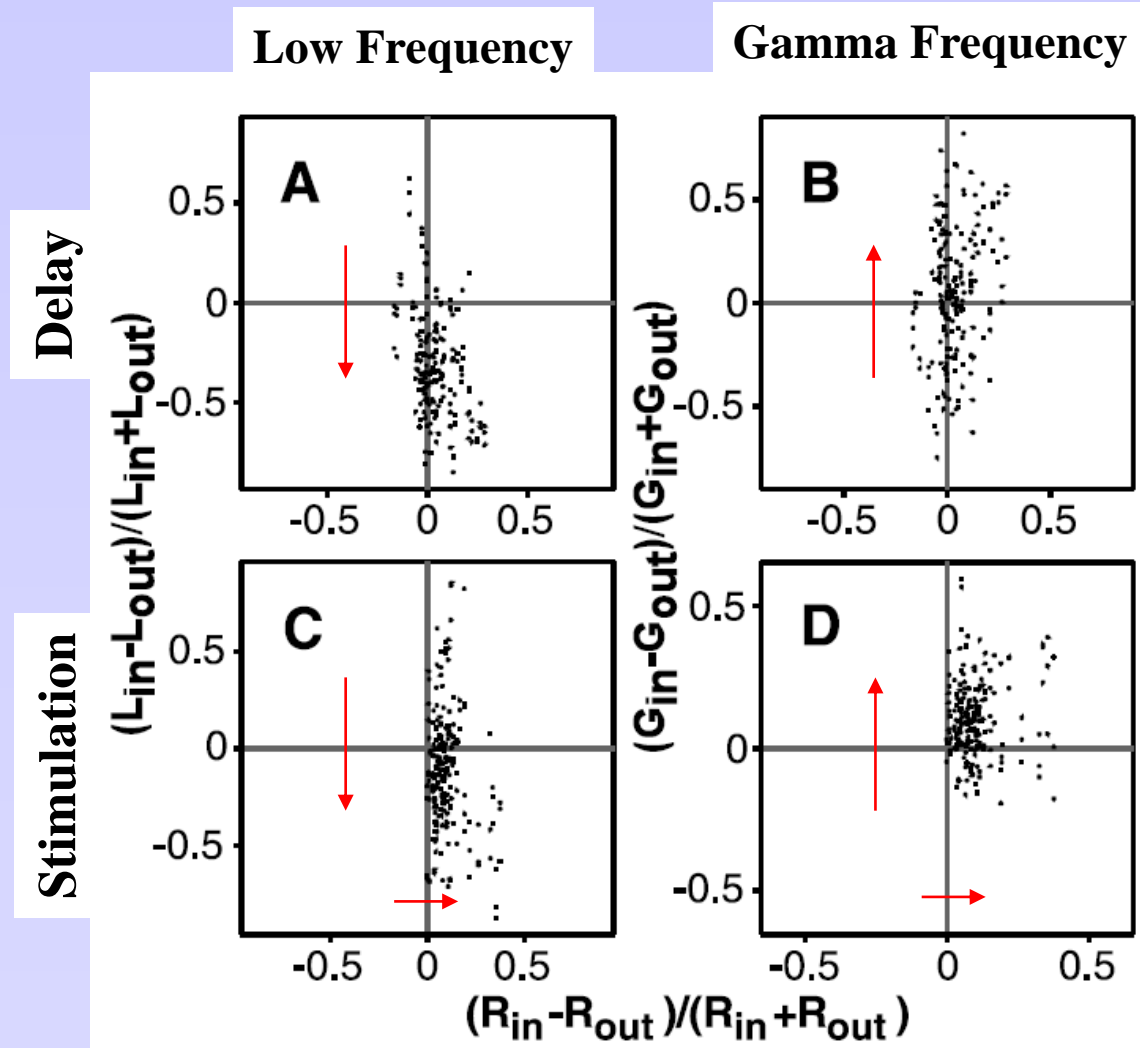 Low Frequency
Gamma Frequency
Delay
Stimulation
(Lin-Lout)/(Lin+Lout)
(Gin-Gout)/(Gin+Gout)
A
0.5
0
-0.5
-0.5
0
0.5
B
0.5
0
-0.5
-0.5
0
0.5
C
0.5
0
-0.5
-0.5
0
0.5
D
0.5
0
-0.5
-0.5
0
0.5
(Rin-Rout)/(Rin+Rout)